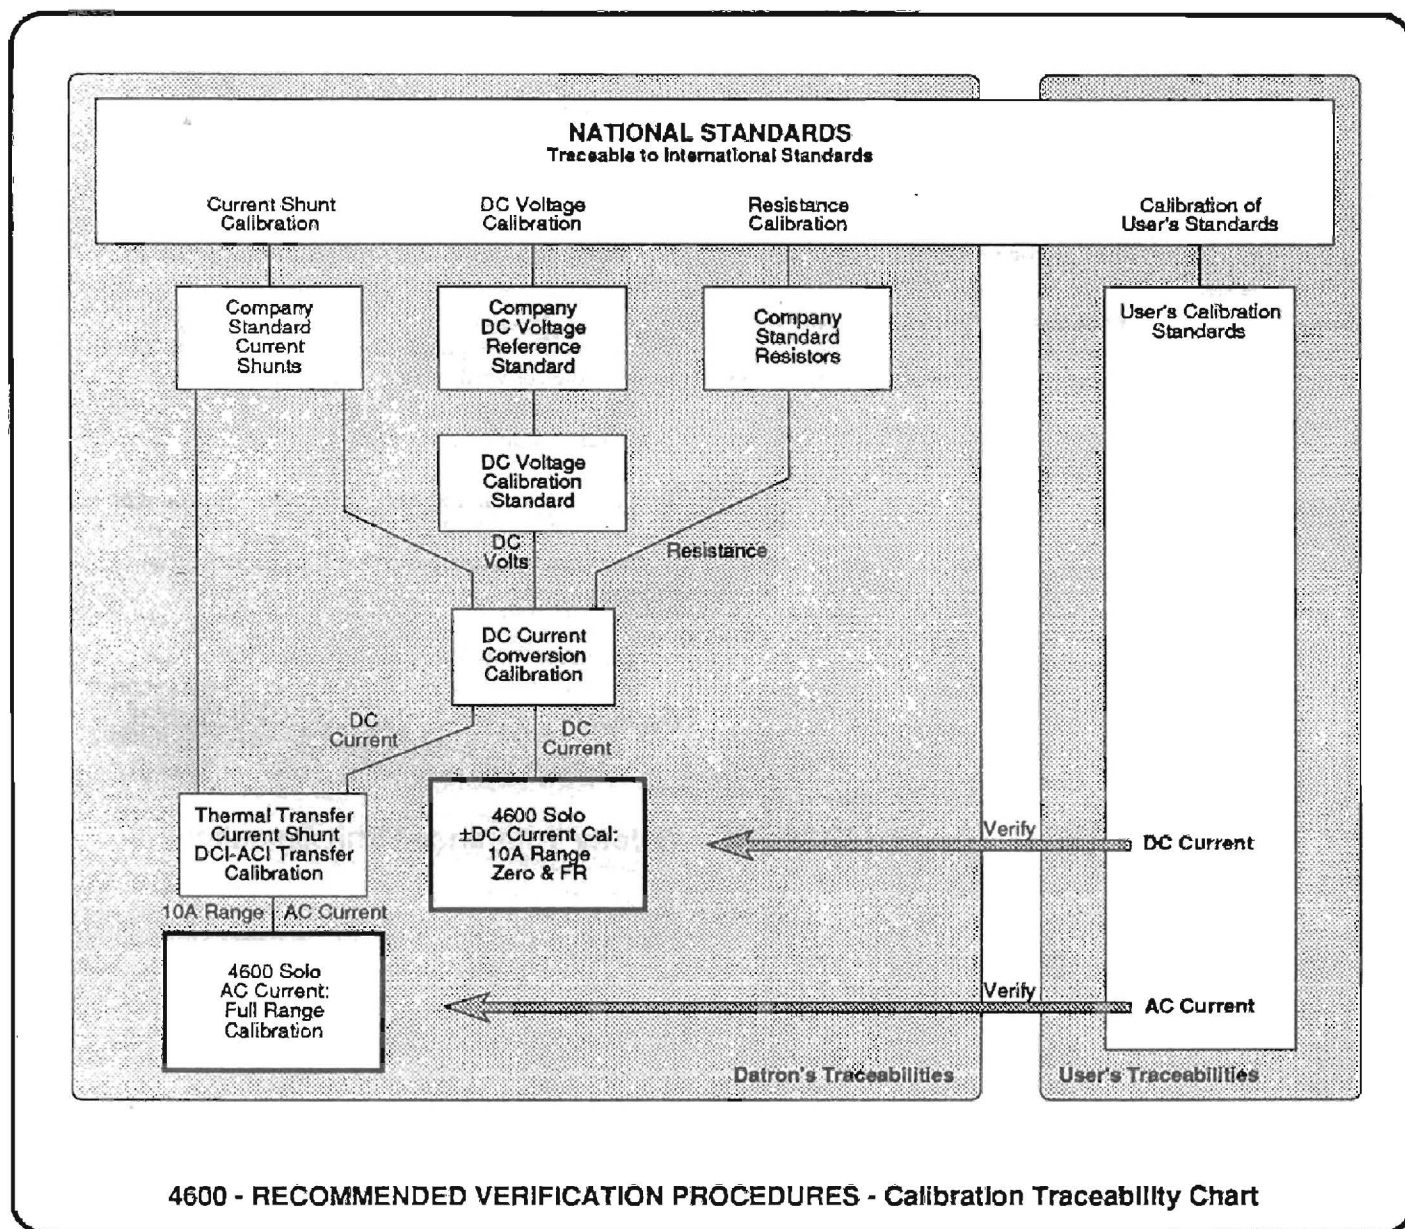 NATIONAL STANDARDS
Traceable to International Standards
Current Shunt
Calibration
DC Voltage
Calibration
Resistance
Calibration
Calibration of
User's Standards
Company
Standard
Current
Shunts
Company
DC Voltage
Reference
Standard
Company
Standard
Resistors
User's Calibration
Standards
DC Voltage
Calibration
Standard
DC
Volts
Resistance
DC Current
Conversion
Calibration
DC
Current
DC
Current
Thermal Transfer
Current Shunt
DCI-ACI Transfer
Calibration
4600 Solo
±DC Current Cal:
10A Range
Zero & FR
Verify
DC Current
10A Range
AC Current
4600 Solo
AC Current:
Full Range
Calibration
Verify
AC Current
Datron's Traceabilities
User's Traceabilities
4600 - RECOMMENDED VERIFICATION PROCEDURES - Calibration Traceability Chart